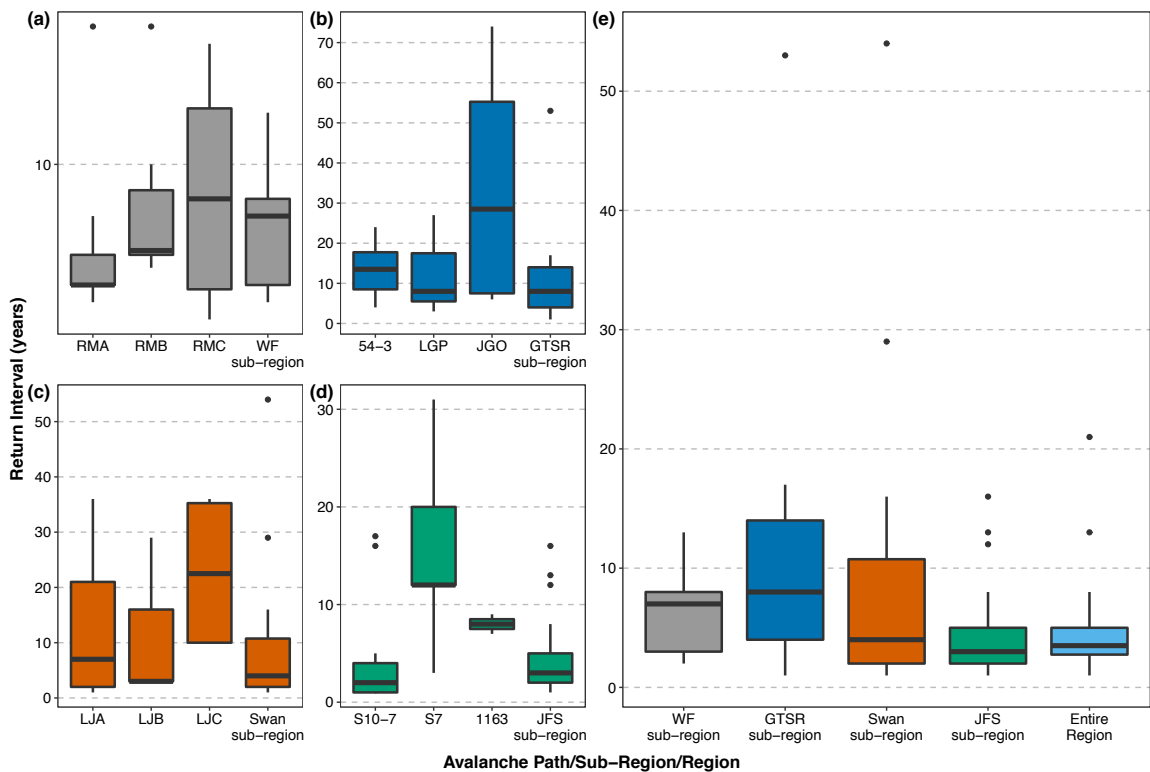 (a)
10
RMA RMB RMC WF
sub−region
(b)
70
60
50
40
30
20
10
0
54−3 LGP JGO GTSR
sub−region
(c)
50
40
30
20
10
0
LJA LJB LJC Swan
sub−region
(d)
30
20
10
0
S10−7 S7 1163 JFS
sub−region
(e)
50
40
30
20
10
0
WF GTSR Swan JFS Entire
sub−region sub−region sub−region sub−region Region
Return Interval (years)
Avalanche Path/Sub−Region/Region